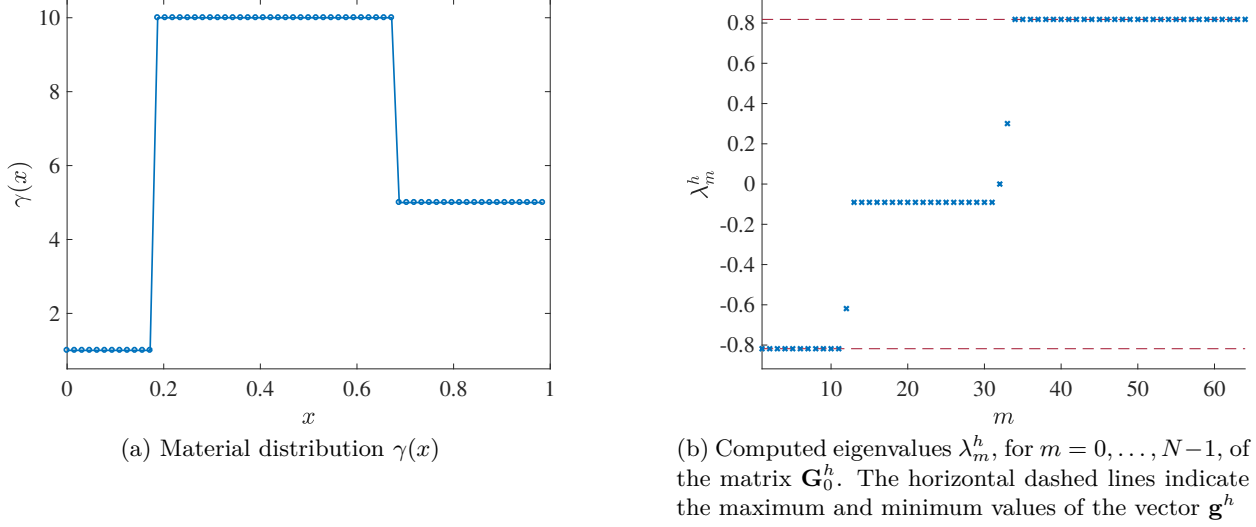 10
8
6
4
2
γ(x)
0 0.2 0.4 0.6 0.8 1
x
(a) Material distribution γ(x)
0.8
0.6
0.4
0.2
0
-0.2
-0.4
-0.6
-0.8
λ_m^h
10 20 30 40 50 60
m
(b) Computed eigenvalues λ_m^h, for m = 0, . . . , N−1, of
the matrix G_0^h. The horizontal dashed lines indicate
the maximum and minimum values of the vector g^h